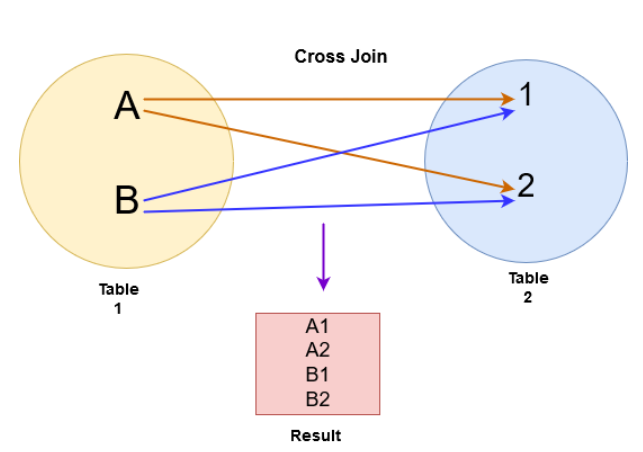 Cross Join
A
B
1
2
Table
1
Table
2
A1
A2
B1
B2
Result